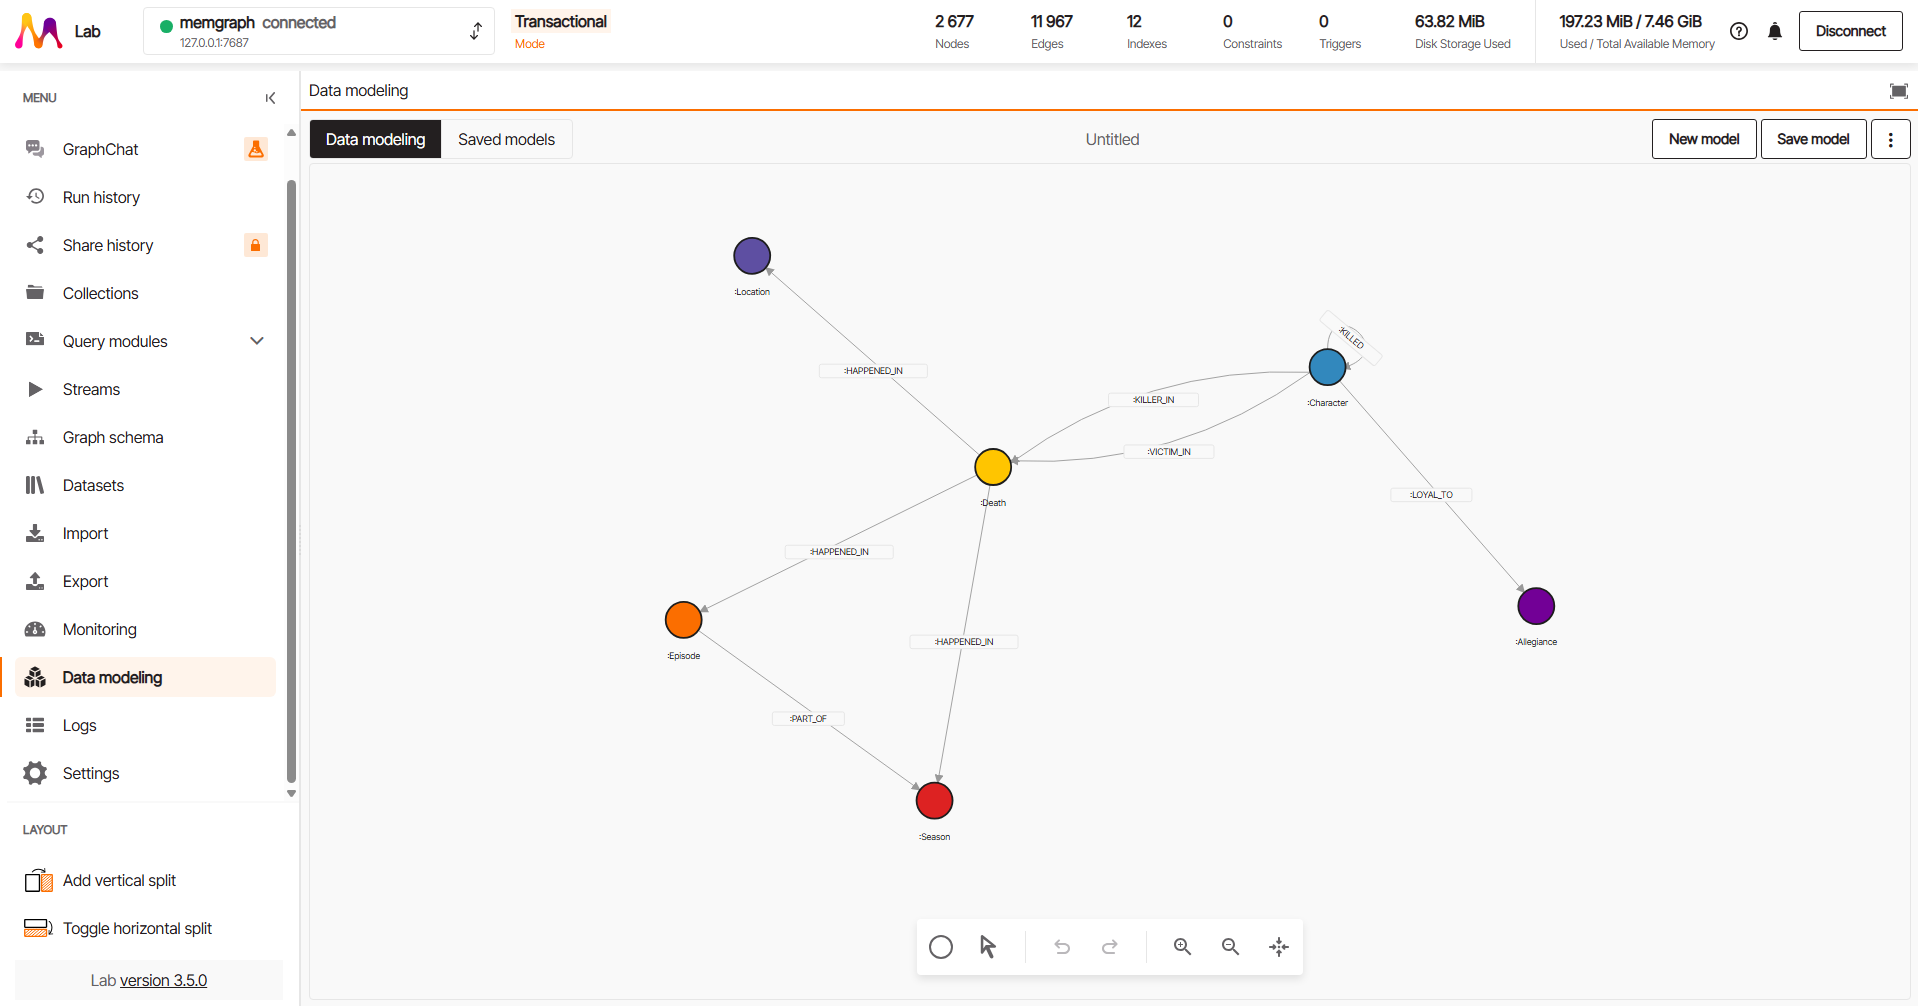 Lab
memgraph connected
127.0.0.1:7687
Transactional
Mode
2 677
Nodes
11 967
Edges
12
Indexes
0
Constraints
0
Triggers
63.82 MiB
Disk Storage Used
197.23 MiB / 7.46 GiB
Used / Total Available Memory
Disconnect
MENU
GraphChat
Run history
Share history
Collections
Query modules
Streams
Graph schema
Datasets
Import
Export
Monitoring
Data modeling
Logs
Settings
LAYOUT
Add vertical split
Toggle horizontal split
Lab version 3.5.0
Data modeling
Data modeling
Saved models
Untitled
New model
Save model
:Location
:HAPPENED_IN
:KILLED
:Character
:KILLER_IN
:VICTIM_IN
:Death
:LOYAL_TO
:HAPPENED_IN
:HAPPENED_IN
:Allegiance
:Episode
:PART_OF
:Season